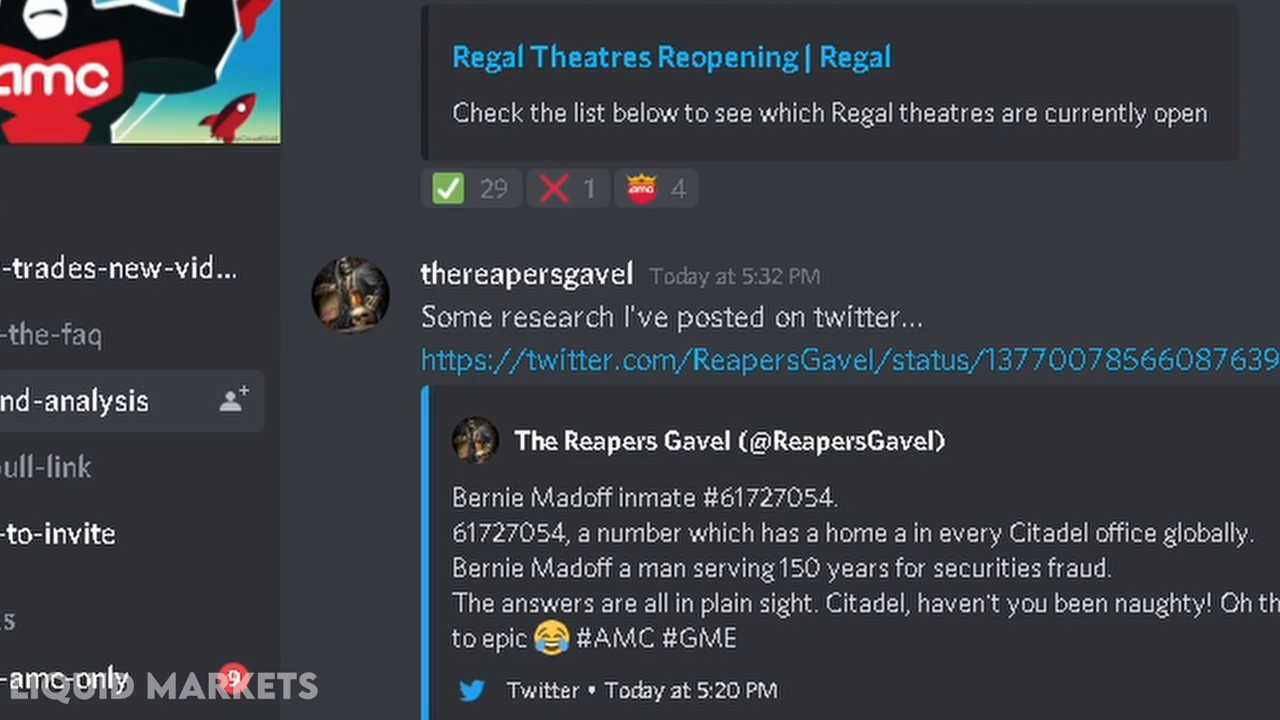 amc
Regal Theatres Reopening | Regal
Check the list below to see which Regal theatres are currently open
29
1
amc
4
-trades-new-vid...
-the-faq
nd-analysis
ull-link
-to-invite
s
-amc-only
9
thereapersgavel Today at 5:32 PM
Some research I've posted on twitter...
https://twitter.com/ReapersGavel/status/13770078566087639
The Reapers Gavel (@ReapersGavel)
Bernie Madoff inmate #61727054.
61727054, a number which has a home a in every Citadel office globally.
Bernie Madoff a man serving 150 years for securities fraud.
The answers are all in plain sight. Citadel, haven't you been naughty! Oh th
to epic 😂 #AMC #GME
Twitter • Today at 5:20 PM
LIQUID MARKETS